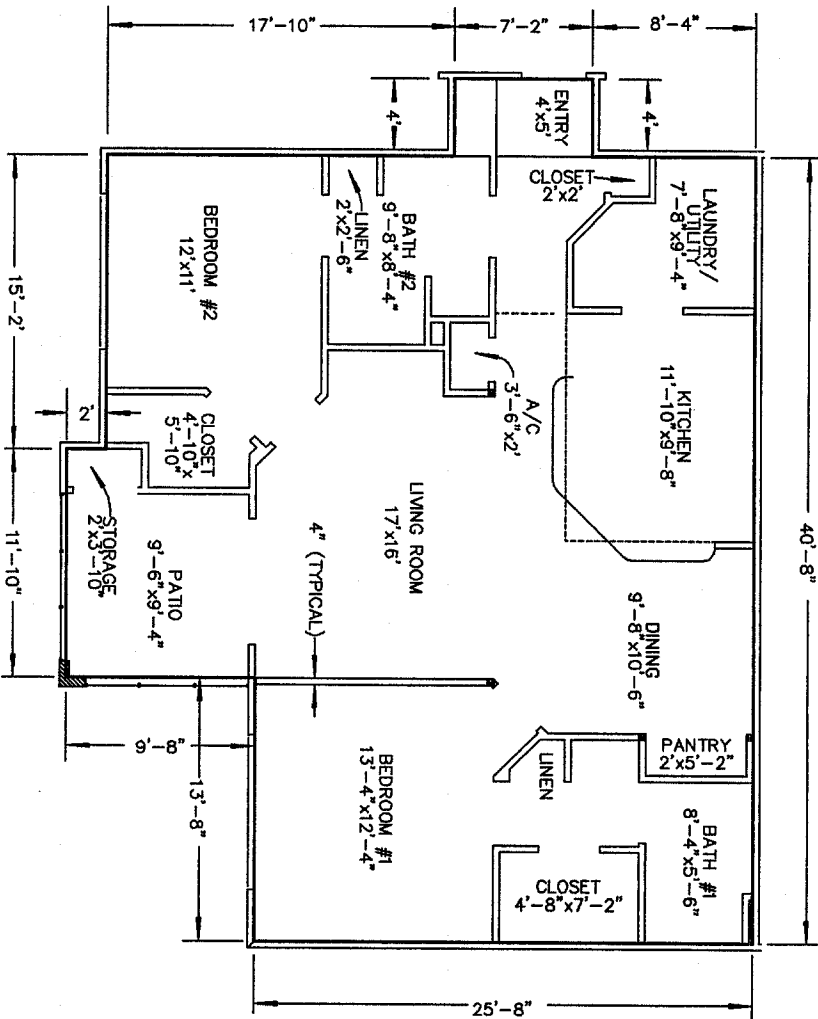 17'-10"
7'-2"
8'-4"
4'
4'
ENTRY
4'x5'
CLOSET
2'x2'
LAUNDRY/
UTILITY
7'-8"x9'-4"
LINEN
2'x2'-6"
BATH #2
9'-8"x8'-4"
BEDROOM #2
12'x11'
15'-2"
2'
CLOSET
4'-10"x
5'-10"
A/C
3'-6"x2'
KITCHEN
11'-10"x9'-8"
40'-8"
LIVING ROOM
17'x16'
11'-10"
STORAGE
2'x3'-10"
PATIO
9'-6"x9'-4"
4" (TYPICAL)
DINING
9'-8"x10'-6"
9'-8"
13'-8"
BEDROOM #1
13'-4"x12'-4"
LINEN
PANTRY
2'x5'-2"
BATH #1
8'-4"x5'-6"
CLOSET
4'-8"x7'-2"
25'-8"